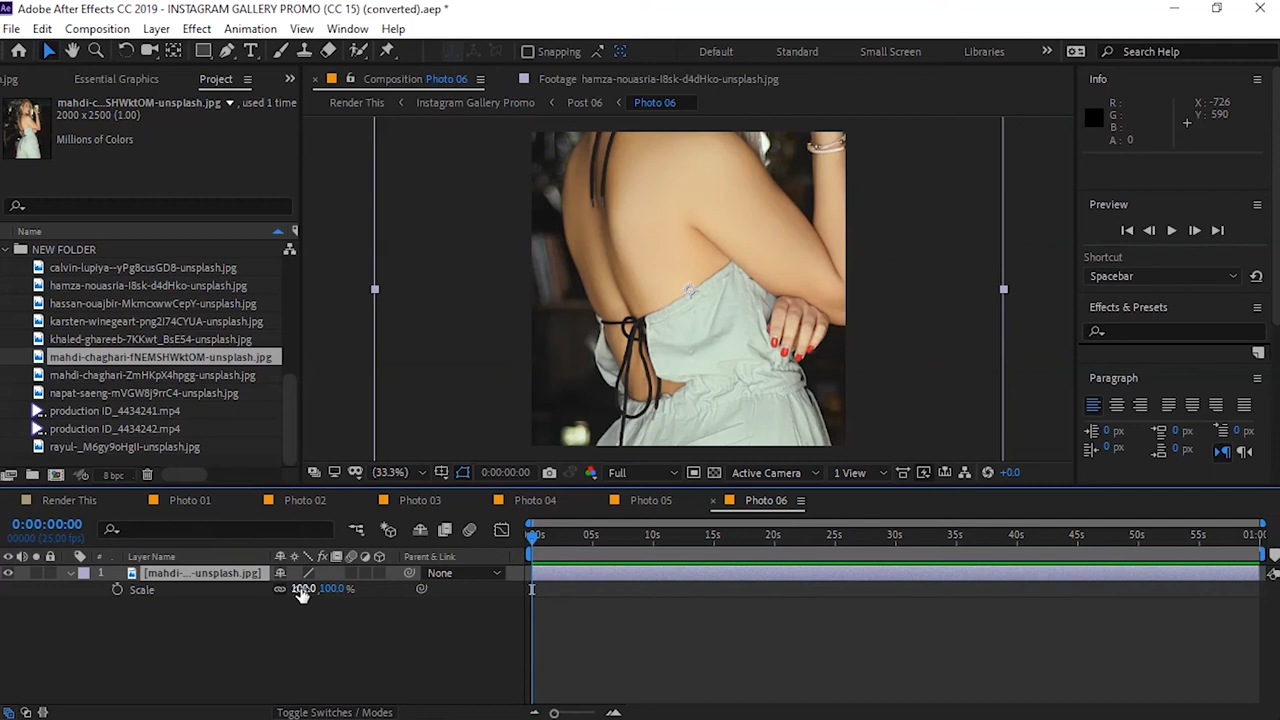 Adobe After Effects CC 2019 - INSTAGRAM GALLERY PROMO (CC 15) (converted).aep *
File Edit Composition Layer Effect Animation View Window Help
Snapping Default Standard Small Screen Libraries Search Help
.jpg Essential Graphics Project
Composition Photo 06 Footage hamza-nouasria-I8sk-d4dHko-unsplash.jpg
Render This Instagram Gallery Promo Post 06 Photo 06
mahdi-c...SHWktOM-unsplash.jpg, used 1 time
2000 x 2500 (1.00)
Millions of Colors
Name
NEW FOLDER
calvin-lupiya--yPg8cusGD8-unsplash.jpg
hamza-nouasria-I8sk-d4dHko-unsplash.jpg
hassan-ouajbir-MkmcxwwCepY-unsplash.jpg
karsten-winegeart-png2I74CYUA-unsplash.jpg
khaled-ghareeb-7KKwt_BsE54-unsplash.jpg
mahdi-chaghari-fNEMSHWktOM-unsplash.jpg
mahdi-chaghari-ZmHKpX4hpgg-unsplash.jpg
napat-saeng-mVGW8j9rrC4-unsplash.jpg
production ID_4434241.mp4
production ID_4434241.mp4
rayul-_M6gy9oHgII-unsplash.jpg
8 bpc
(33.3%) 0:00:00:00 Full Active Camera 1 View +0.0
Info
R :
G :
B :
A : 0
X : -726
Y : 590
Preview
Shortcut
Spacebar
Effects & Presets
Paragraph
0 px 0 px 0 px
0 px 0 px
Render This Photo 01 Photo 02 Photo 03 Photo 04 Photo 05 Photo 06
0:00:00:00
00000 (25.00 fps)
:00s 05s 10s 15s 20s 25s 30s 35s 40s 45s 50s 55s 01:00
# Layer Name Parent & Link
1 [mahdi-...-unsplash.jpg] None
Scale 100.0, 100.0 %
Toggle Switches / Modes